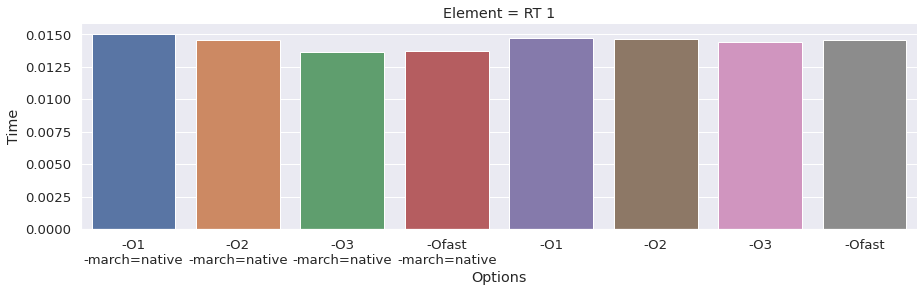 Element = RT 1
0.0150
0.0125
0.0100
0.0075
0.0050
0.0025
0.0000
Time
-O1 -O2 -O3 -Ofast -O1 -O2 -O3 -Ofast
-march=native -march=native -march=native -march=native
Options